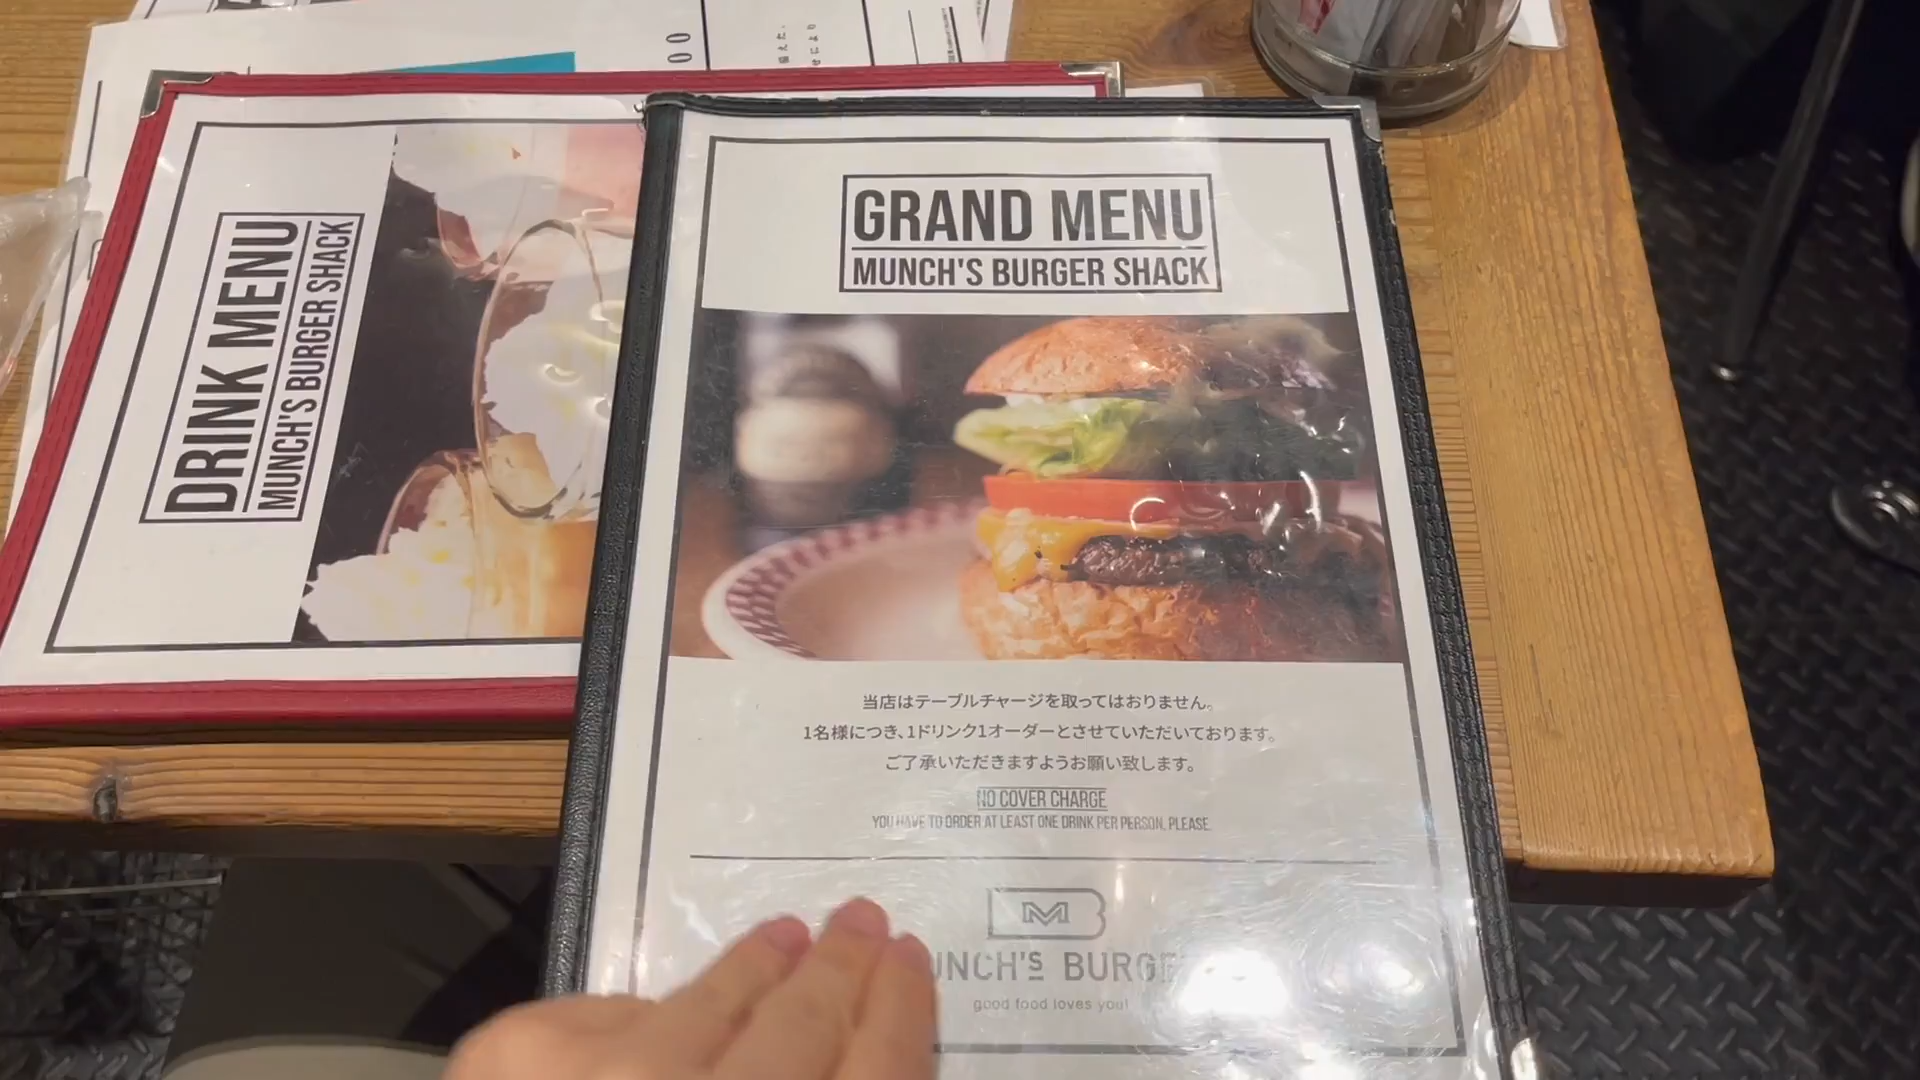 DRINK MENU
MUNCH'S BURGER SHACK
GRAND MENU
MUNCH'S BURGER SHACK
当店はテーブルチャージを取ってはおりません。
1名様につき、1ドリンク1オーダーとさせていただいております。
ご了承いただきますようお願い致します。
NO COVER CHARGE
YOU HAVE TO ORDER AT LEAST ONE DRINK PER PERSON, PLEASE.
MB
UNCH'S BURGE
good food loves you!